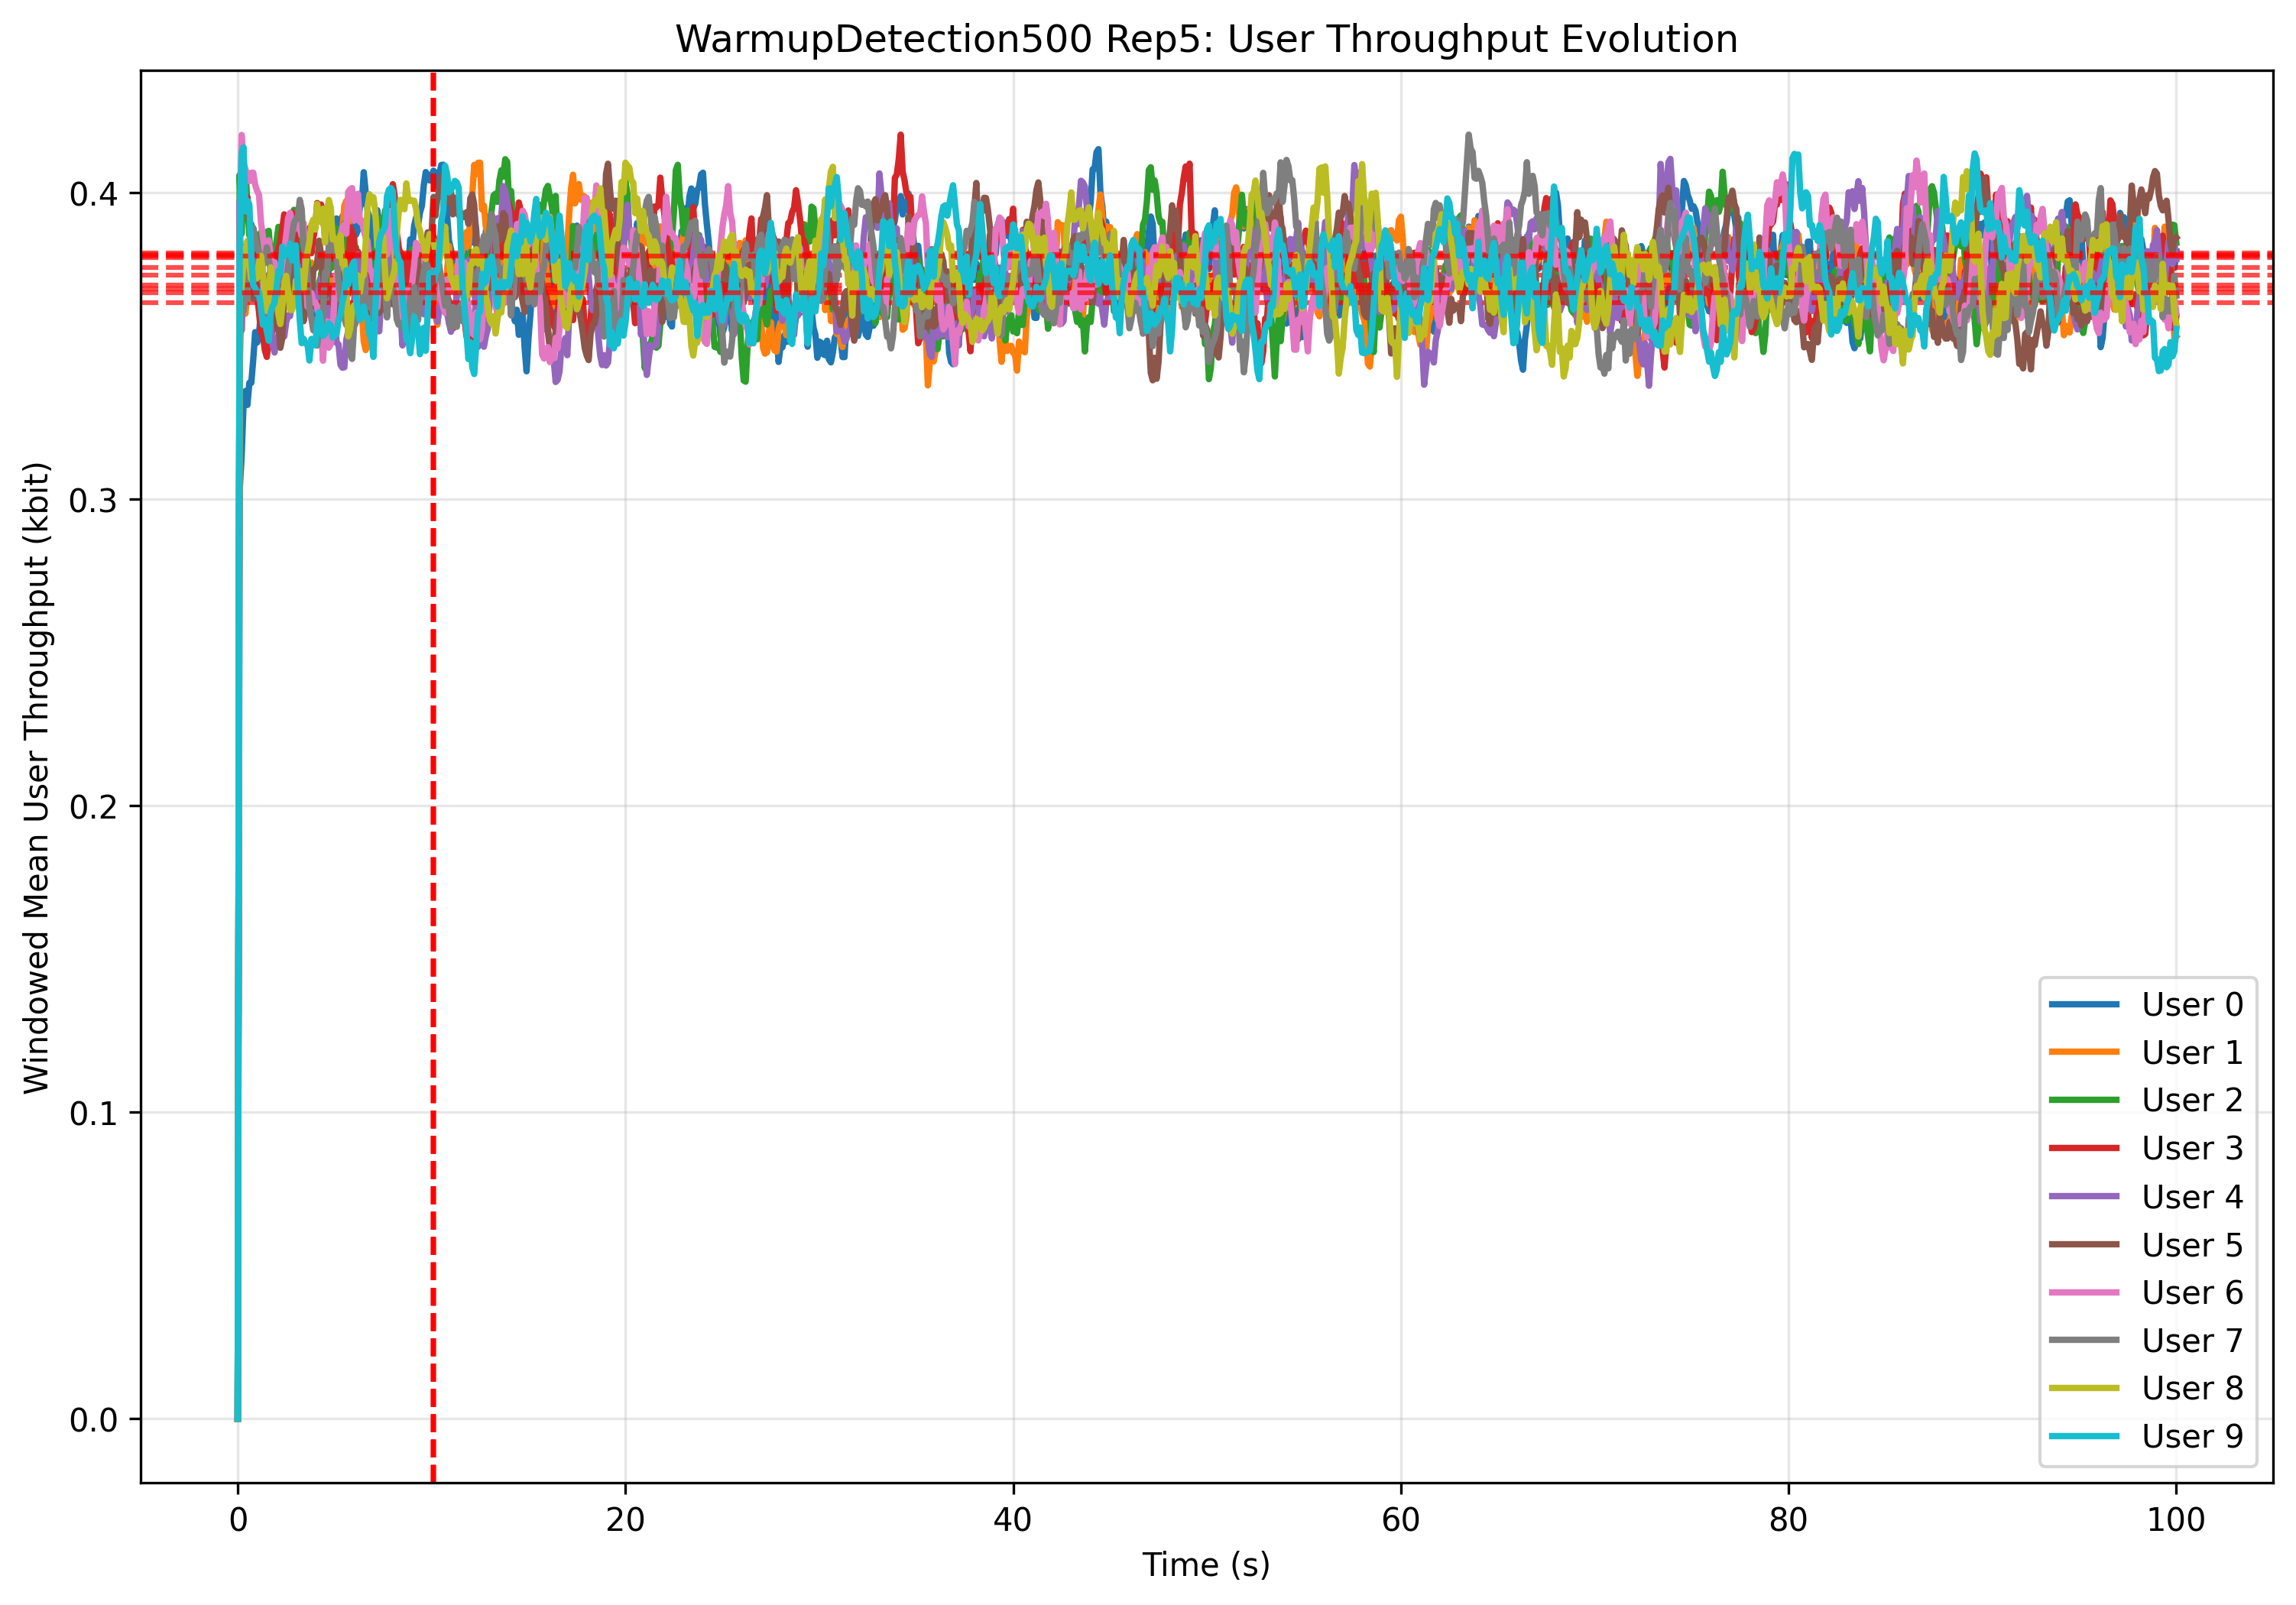 WarmupDetection500 Rep5: User Throughput Evolution
Windowed Mean User Throughput (kbit)
0.4
0.3
0.2
0.1
0.0
0 20 40 60 80 100
Time (s)
User 0
User 1
User 2
User 3
User 4
User 5
User 6
User 7
User 8
User 9